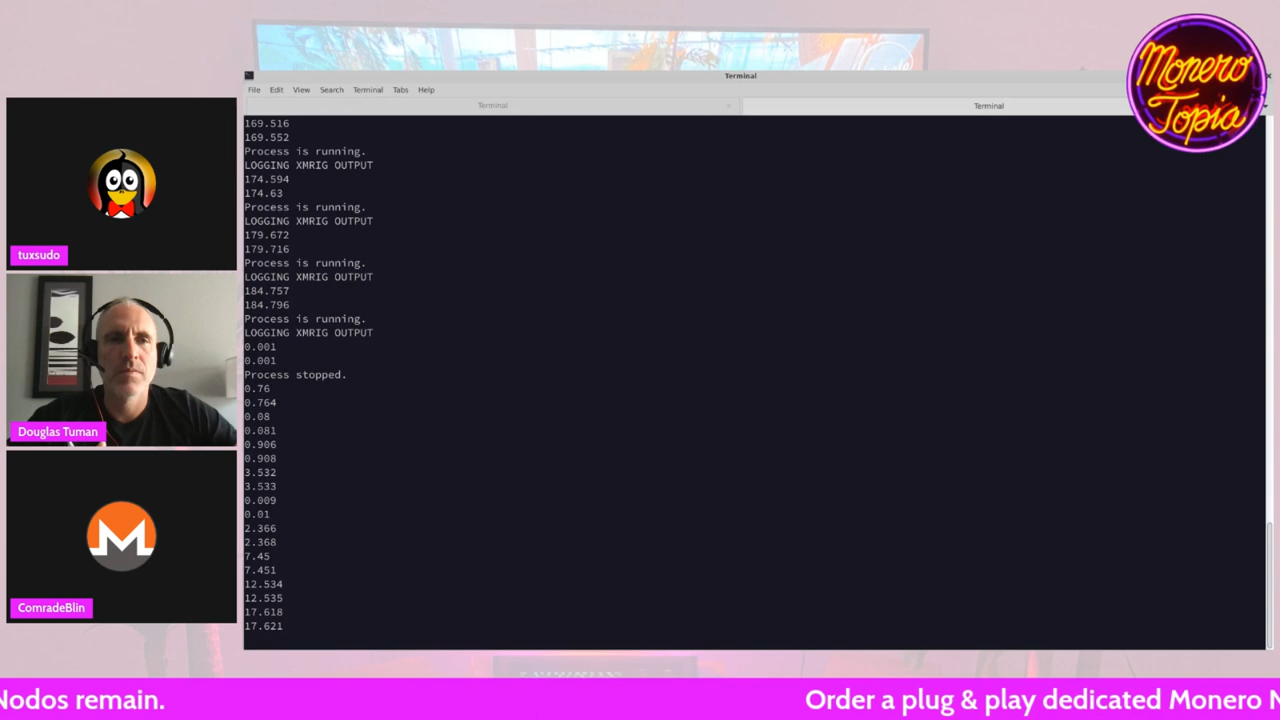 Monero
Topia
Terminal
File Edit View Search Terminal Tabs Help
Terminal
Terminal
169.516
169.552
Process is running.
LOGGING XMRIG OUTPUT
174.594
174.63
Process is running.
LOGGING XMRIG OUTPUT
179.672
179.716
Process is running.
LOGGING XMRIG OUTPUT
184.757
184.796
Process is running.
LOGGING XMRIG OUTPUT
0.001
0.001
Process stopped.
0.76
0.764
0.08
0.081
0.906
0.908
3.532
3.533
0.009
0.01
2.366
2.368
7.45
7.451
12.534
12.535
17.618
17.621
tuxsudo
Douglas Tuman
ComradeBlin
Nodos remain.
Order a plug & play dedicated Monero N